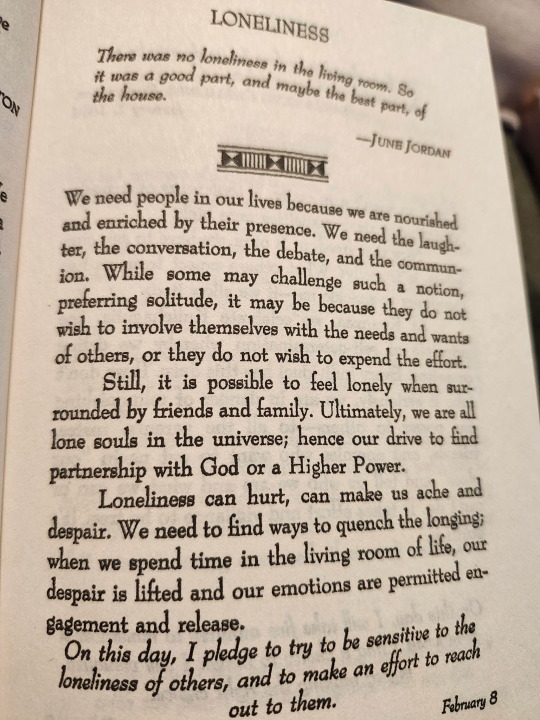 LONELINESS
There was no loneliness in the living room. So
it was a good part, and maybe the best part, of
the house.
—JUNE JORDAN
We need people in our lives because we are nourished
and enriched by their presence. We need the laugh-
ter, the conversation, the debate, and the commun-
ion. While some may challenge such a notion,
preferring solitude, it may be because they do not
wish to involve themselves with the needs and wants
of others, or they do not wish to expend the effort.
Still, it is possible to feel lonely when sur-
rounded by friends and family. Ultimately, we are all
lone souls in the universe; hence our drive to find
partnership with God or a Higher Power.
Loneliness can hurt, can make us ache and
despair. We need to find ways to quench the longing;
when we spend time in the living room of life, our
despair is lifted and our emotions are permitted en-
gagement and release.
On this day, I pledge to try to be sensitive to the
loneliness of others, and to make an effort to reach
out to them.
February 8